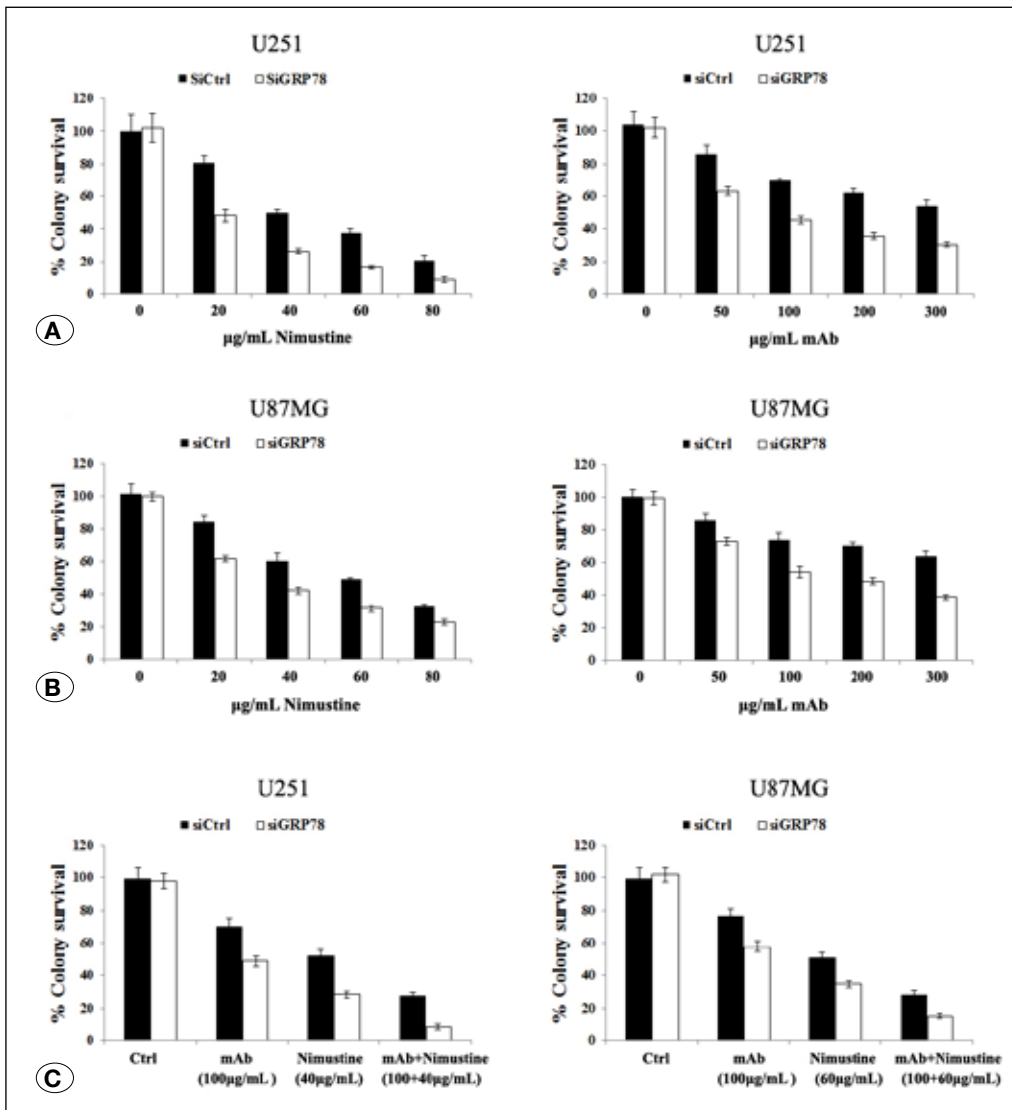 U251
SiCtrl SiGRP78
120
100
80
60
40
20
0
% Colony survival
0 20 40 60 80
µg/mL Nimustine
A
U251
siCtrl siGRP78
120
100
80
60
40
20
0
% Colony survival
0 50 100 200 300
µg/mL mAb
U87MG
siCtrl siGRP78
120
100
80
60
40
20
0
% Colony survival
0 20 40 60 80
µg/mL Nimustine
B
U87MG
siCtrl siGRP78
120
100
80
60
40
20
0
% Colony survival
0 50 100 200 300
µg/mL mAb
U251
siCtrl siGRP78
120
100
80
60
40
20
0
% Colony survival
Ctrl mAb Nimustine mAb+Nimustine
(100µg/mL ) (40µg/mL) (100+40µg/mL)
C
U87MG
siCtrl siGRP78
120
100
80
60
40
20
0
% Colony survival
Ctrl mAb Nimustine mAb+Nimustine
(100µg/mL ) (60µg/mL) (100+60µg/mL)